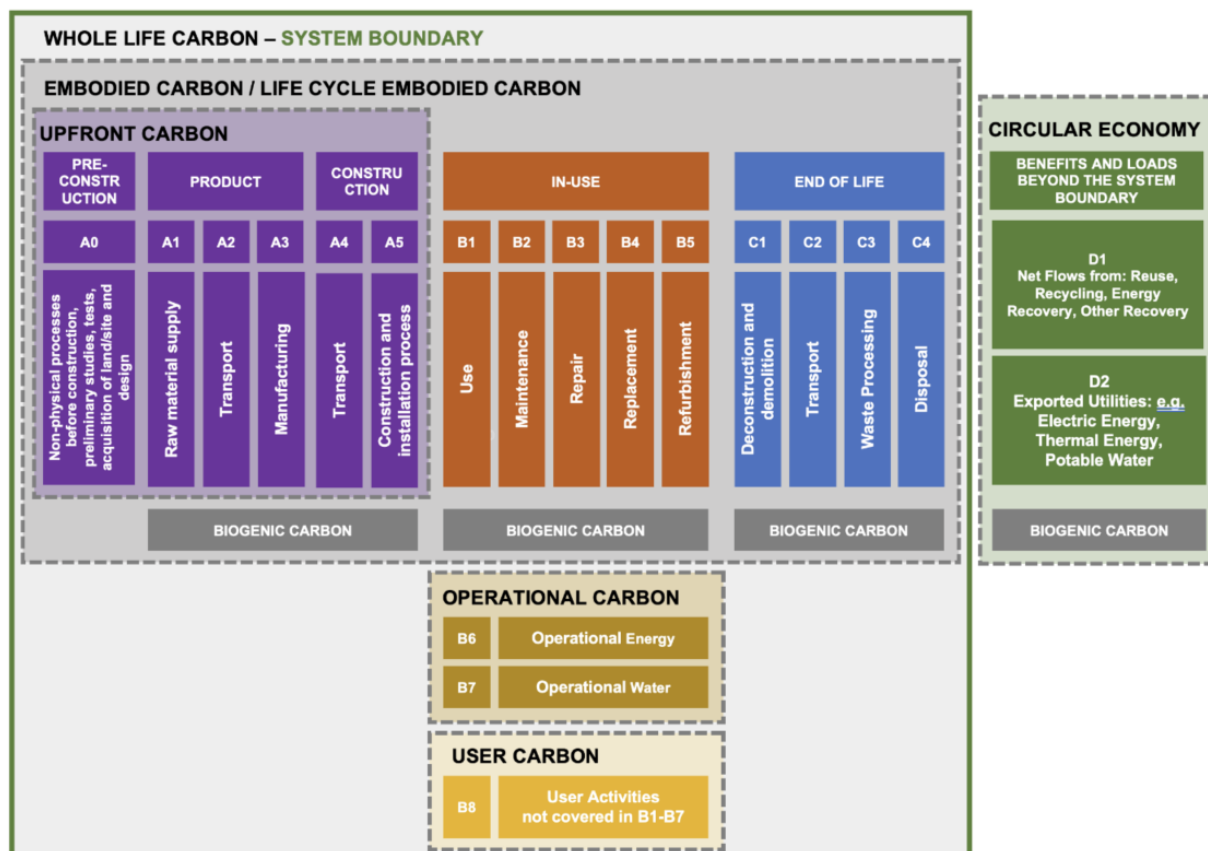 WHOLE LIFE CARBON – SYSTEM BOUNDARY
EMBODIED CARBON / LIFE CYCLE EMBODIED CARBON
UPFRONT CARBON
PRE-
CONSTR
UCTION
PRODUCT
CONSTRU
CTION
IN-USE
END OF LIFE
A0
A1
A2
A3
A4
A5
B1
B2
B3
B4
B5
C1
C2
C3
C4
Non-physical processes
before construction,
preliminary studies, tests,
acquisition of land/site and
design
Raw material supply
Transport
Manufacturing
Transport
Construction and
installation process
Use
Maintenance
Repair
Replacement
Refurbishment
Deconstruction and
demolition
Transport
Waste Processing
Disposal
BIOGENIC CARBON
BIOGENIC CARBON
BIOGENIC CARBON
OPERATIONAL CARBON
B6
Operational Energy
B7
Operational Water
USER CARBON
B8
User Activities
not covered in B1-B7
CIRCULAR ECONOMY
BENEFITS AND LOADS
BEYOND THE SYSTEM
BOUNDARY
D1
Net Flows from: Reuse,
Recycling, Energy
Recovery, Other Recovery
D2
Exported Utilities: e.g.
Electric Energy,
Thermal Energy,
Potable Water
BIOGENIC CARBON